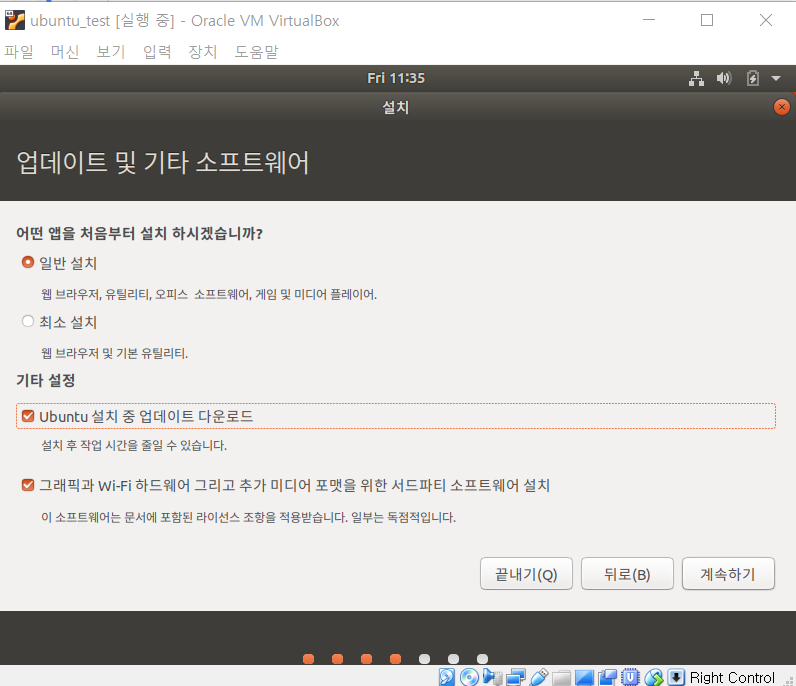 ubuntu_test [실행 중] - Oracle VM VirtualBox
파일 머신 보기 입력 장치 도움말
Fri 11:35
설치
업데이트 및 기타 소프트웨어
어떤 앱을 처음부터 설치 하시겠습니까?
일반 설치
웹 브라우저, 유틸리티, 오피스 소프트웨어, 게임 및 미디어 플레이어.
최소 설치
웹 브라우저 및 기본 유틸리티.
기타 설정
Ubuntu 설치 중 업데이트 다운로드
설치 후 작업 시간을 줄일 수 있습니다.
그래픽과 Wi-Fi 하드웨어 그리고 추가 미디어 포맷을 위한 서드파티 소프트웨어 설치
이 소프트웨어는 문서에 포함된 라이선스 조항을 적용받습니다. 일부는 독점적입니다.
끝내기(Q) 뒤로(B) 계속하기
Right Control